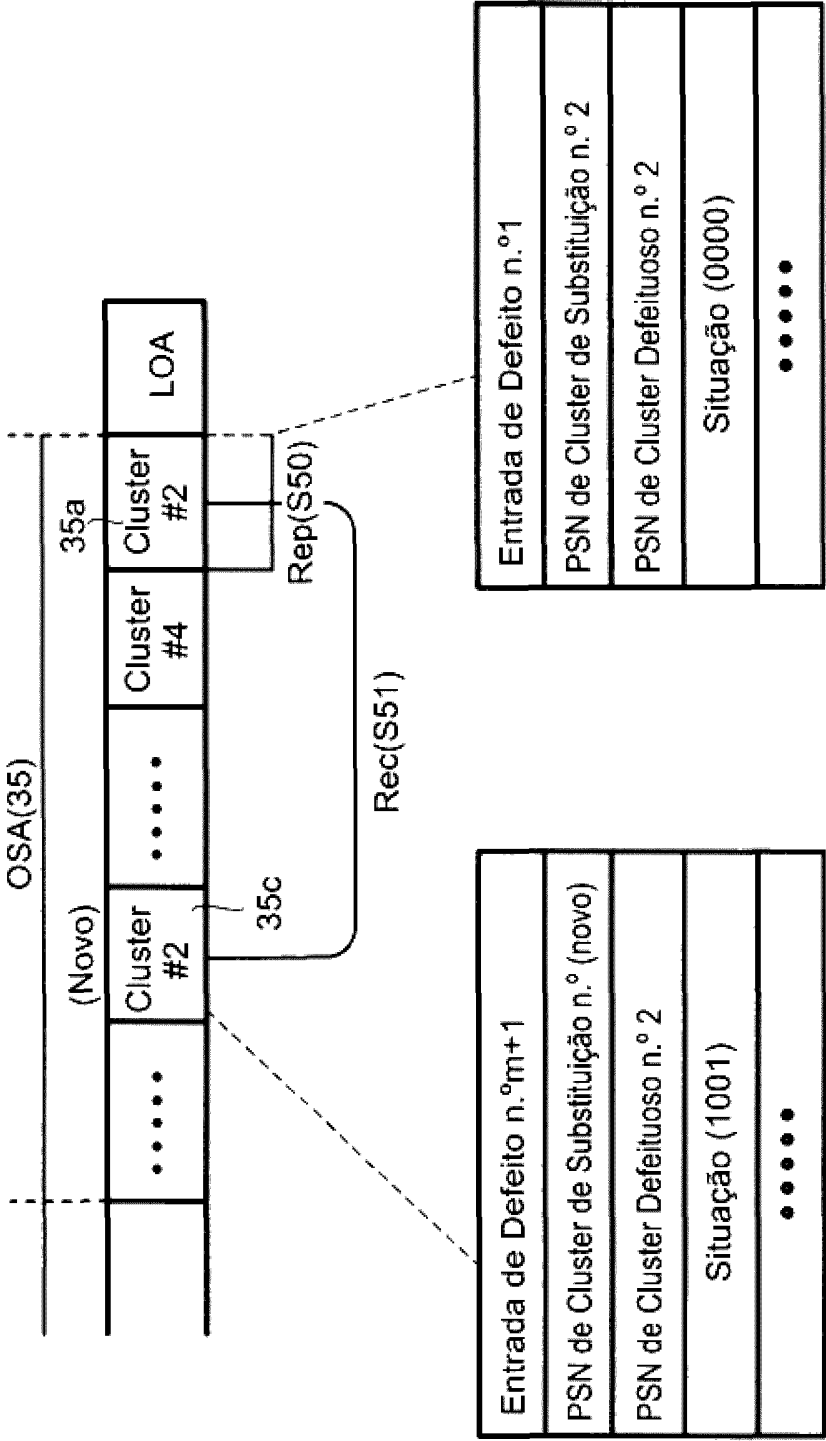 OSA(35)
(Novo)
35a
•••••
Cluster
#2
•••••
Cluster
#4
Cluster
#2
LOA
35c
Rep(S50)
Rec(S51)
Entrada de Defeito n.ºm+1
PSN de Cluster de Substituição n.º (novo)
PSN de Cluster Defeituoso n.º 2
Situação (1001)
•••••
Entrada de Defeito n.º1
PSN de Cluster de Substituição n.º 2
PSN de Cluster Defeituoso n.º 2
Situação (0000)
•••••